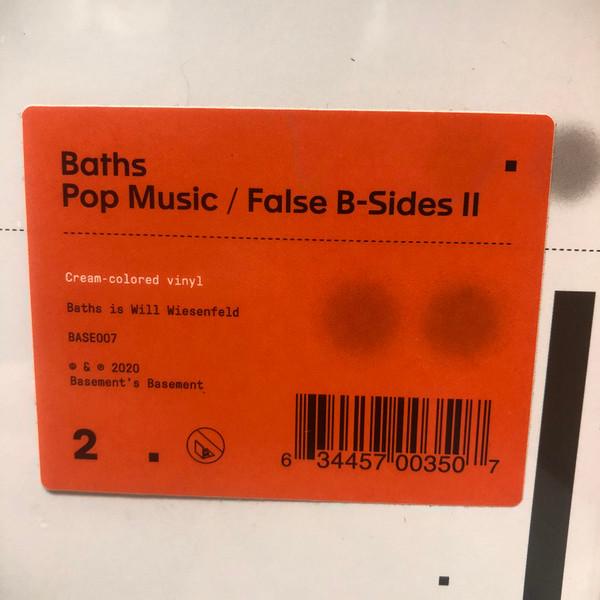 Baths
Pop Music / False B-Sides II
Cream-colored vinyl
Baths is Will Wiesenfeld
BASE007
© & ℗ 2020
Basement's Basement
2
6 34457 00350 7